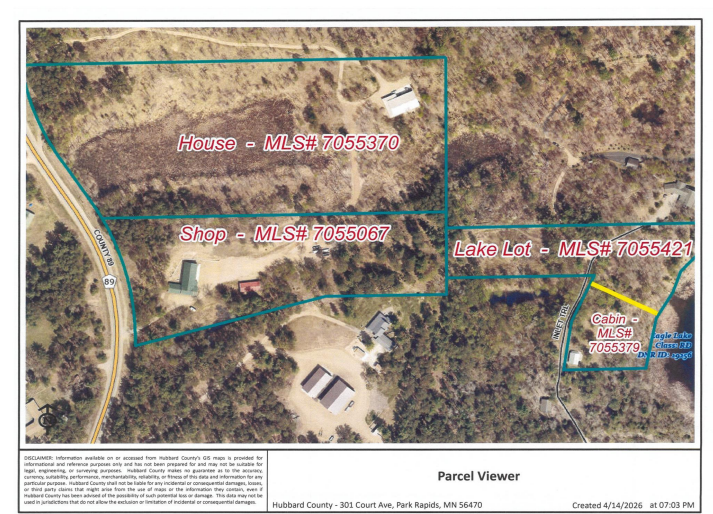 House - MLS# 7055370
Shop - MLS# 7055067
Lake Lot - MLS# 7055421
COUNTY 89
89
INLET TRL
Cabin -
MLS#
7055379
Eagle Lake
Class: RD
DNR ID:
DISCLAIMER: Information available on or accessed from Hubbard County's GIS maps is provided for
informational and reference purposes only and has not been prepared for and may not be suitable for
legal, engineering, or surveying purposes. Hubbard County makes no guarantee as to the accuracy,
currency, suitability, performance, merchantability, reliability, or fitness of this data and information for any
particular purpose. Hubbard County shall not be liable for any incidental or consequential damages, losses,
or third party claims that might arise from the use of maps or the information they contain, even if
Hubbard County has been advised of the possibility of such potential loss or damage. This data may not be
used in jurisdictions that do not allow the exclusion or limitation of incidental or consequential damages.
Parcel Viewer
Hubbard County - 301 Court Ave, Park Rapids, MN 56470
Created 4/14/2026 at 07:03 PM